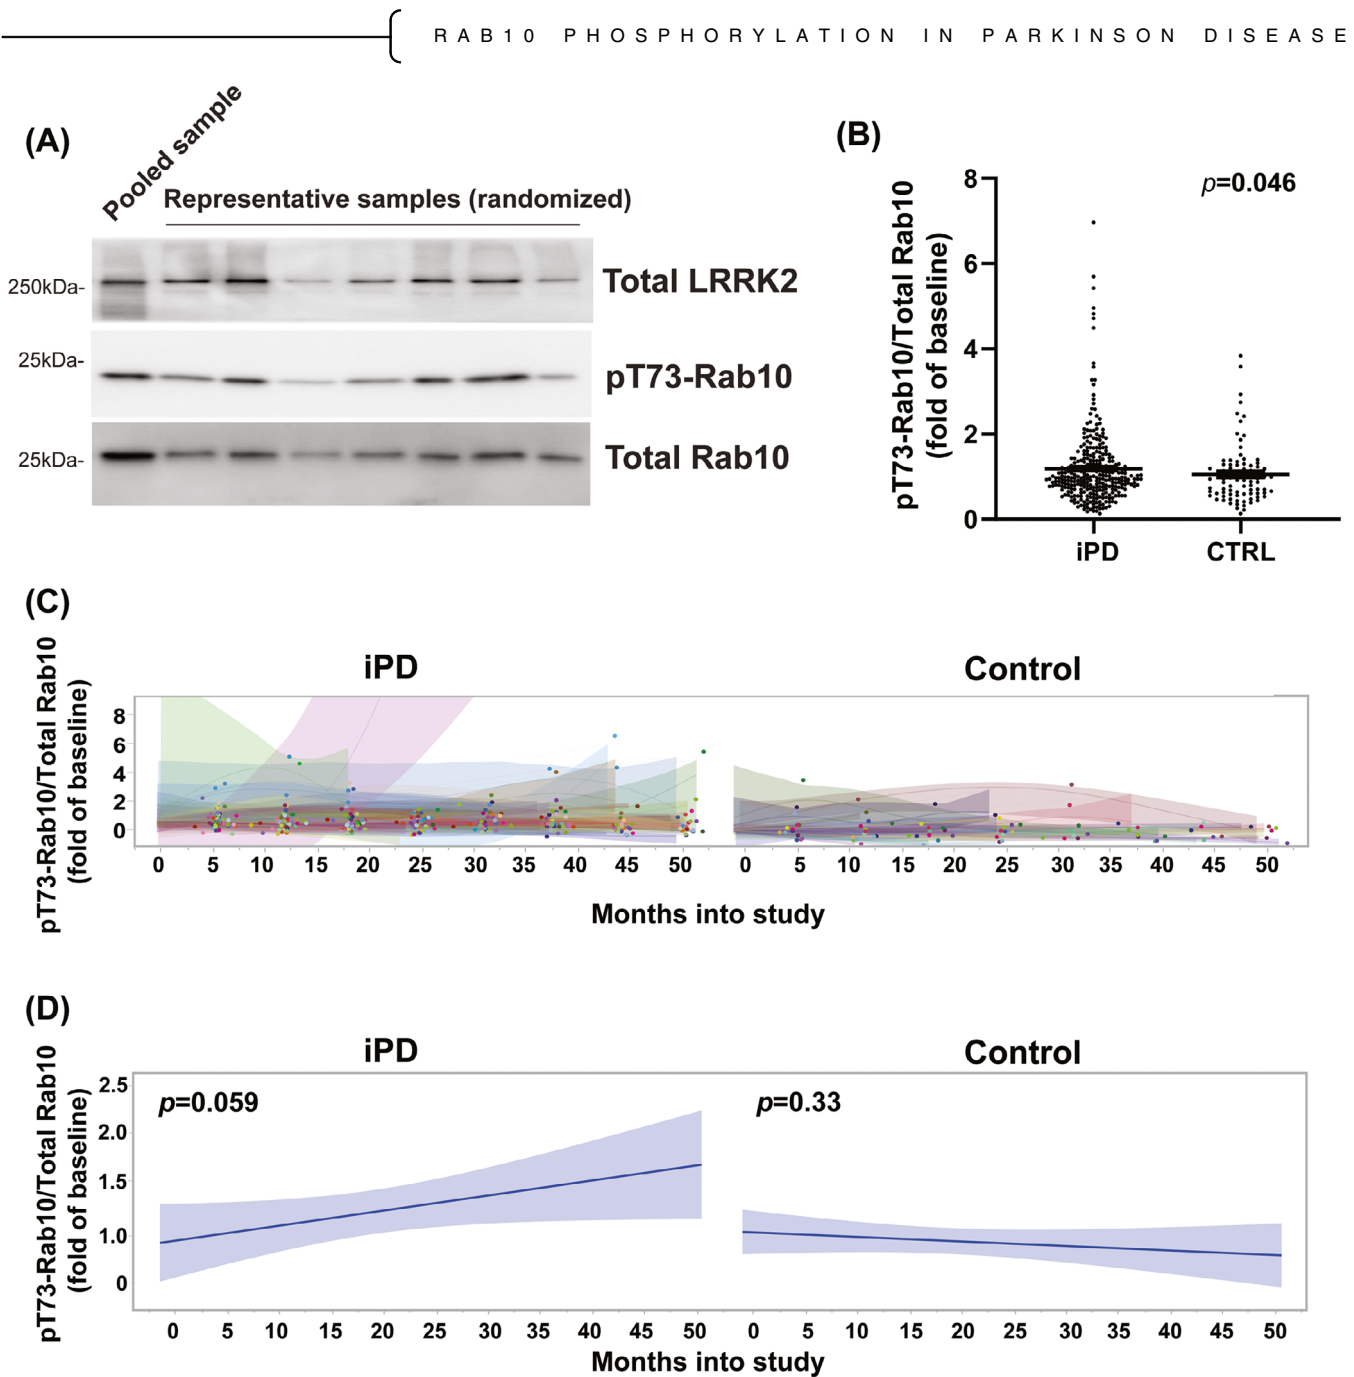 RAB10 PHOSPHORYLATION IN PARKINSON DISEASE
(A)
Pooled sample
Representative samples (randomized)
250kDa-
Total LRRK2
25kDa-
pT73-Rab10
25kDa-
Total Rab10
(B)
pT73-Rab10/Total Rab10
(fold of baseline)
8
6
4
2
0
p=0.046
iPD CTRL
(C)
iPD Control
pT73-Rab10/Total Rab10
(fold of baseline)
8
6
4
2
0
0 5 10 15 20 25 30 35 40 45 50 0 5 10 15 20 25 30 35 40 45 50
Months into study
(D)
iPD Control
pT73-Rab10/Total Rab10
(fold of baseline)
2.5
p=0.059 p=0.33
2.0
1.5
1.0
0
0 5 10 15 20 25 30 35 40 45 50 0 5 10 15 20 25 30 35 40 45 50
Months into study